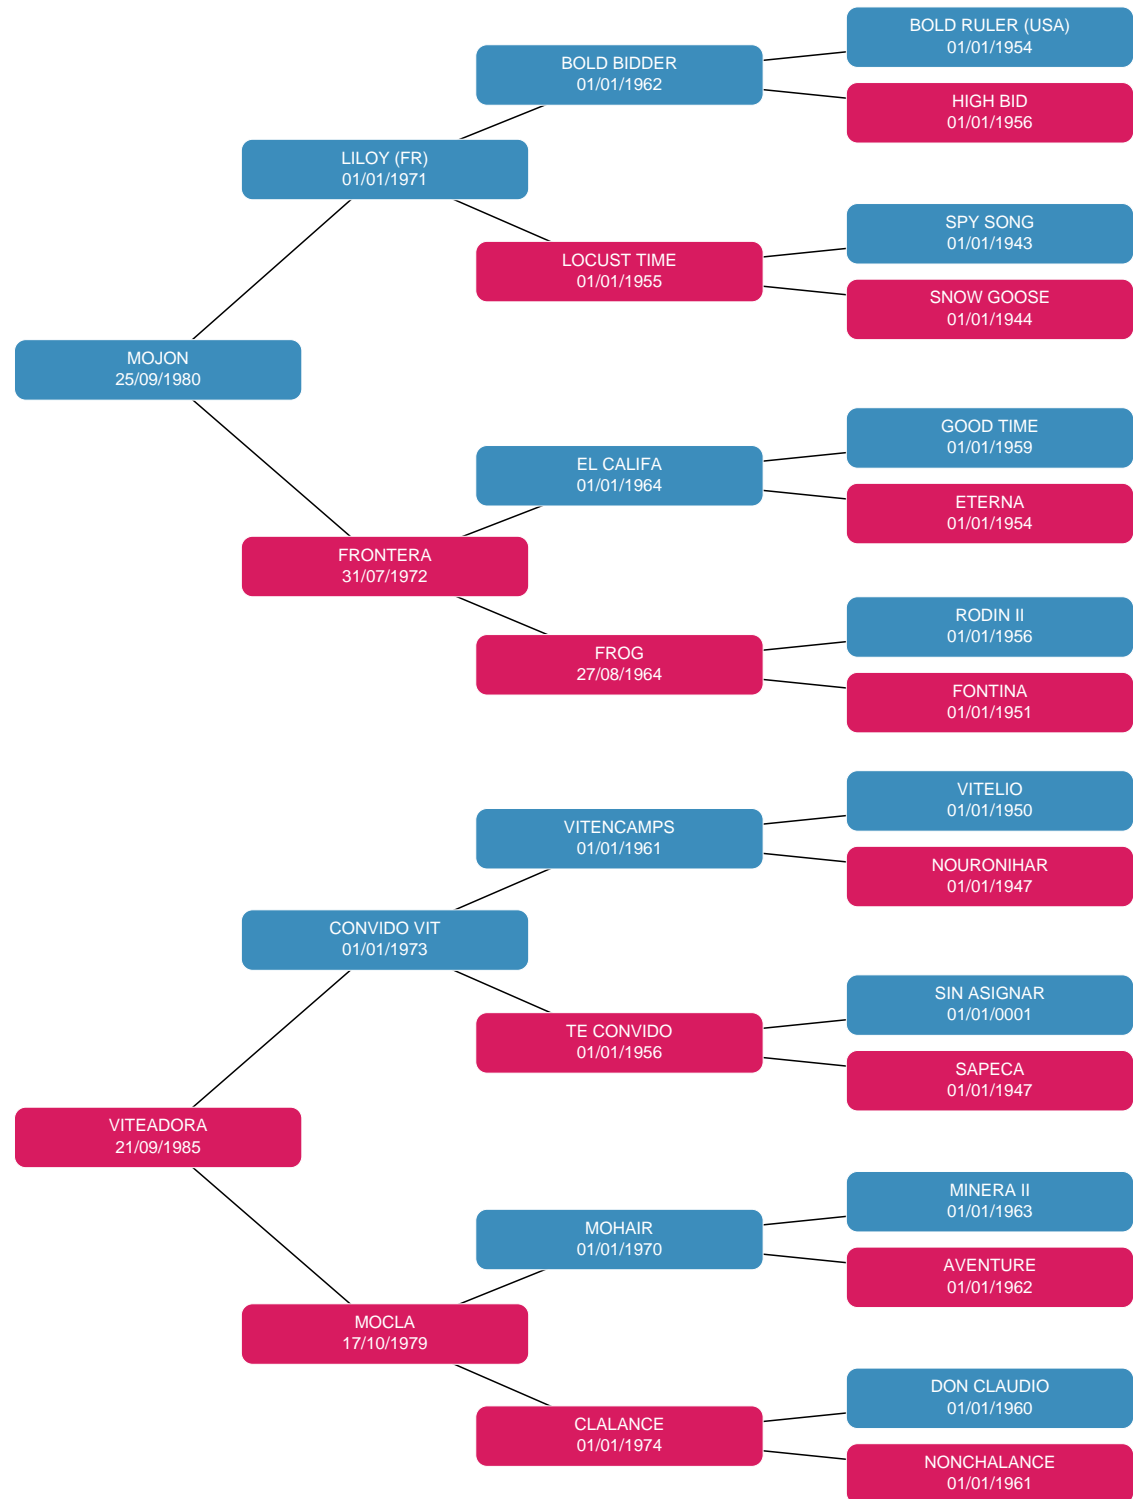 BOLD RULER (USA)
01/01/1954
BOLD BIDDER
01/01/1962
HIGH BID
01/01/1956
LILOY (FR)
01/01/1971
SPY SONG
01/01/1943
LOCUST TIME
01/01/1955
SNOW GOOSE
01/01/1944
MOJON
25/09/1980
GOOD TIME
01/01/1959
EL CALIFA
01/01/1964
ETERNA
01/01/1954
FRONTERA
31/07/1972
RODIN II
01/01/1956
FROG
27/08/1964
FONTINA
01/01/1951
VITELIO
01/01/1950
VITENCAMPS
01/01/1961
NOURONIHAR
01/01/1947
CONVIDO VIT
01/01/1973
SIN ASIGNAR
01/01/0001
TE CONVIDO
01/01/1956
SAPECA
01/01/1947
VITEADORA
21/09/1985
MINERA II
01/01/1963
MOHAIR
01/01/1970
AVENTURE
01/01/1962
MOCLA
17/10/1979
DON CLAUDIO
01/01/1960
CLALANCE
01/01/1974
NONCHALANCE
01/01/1961